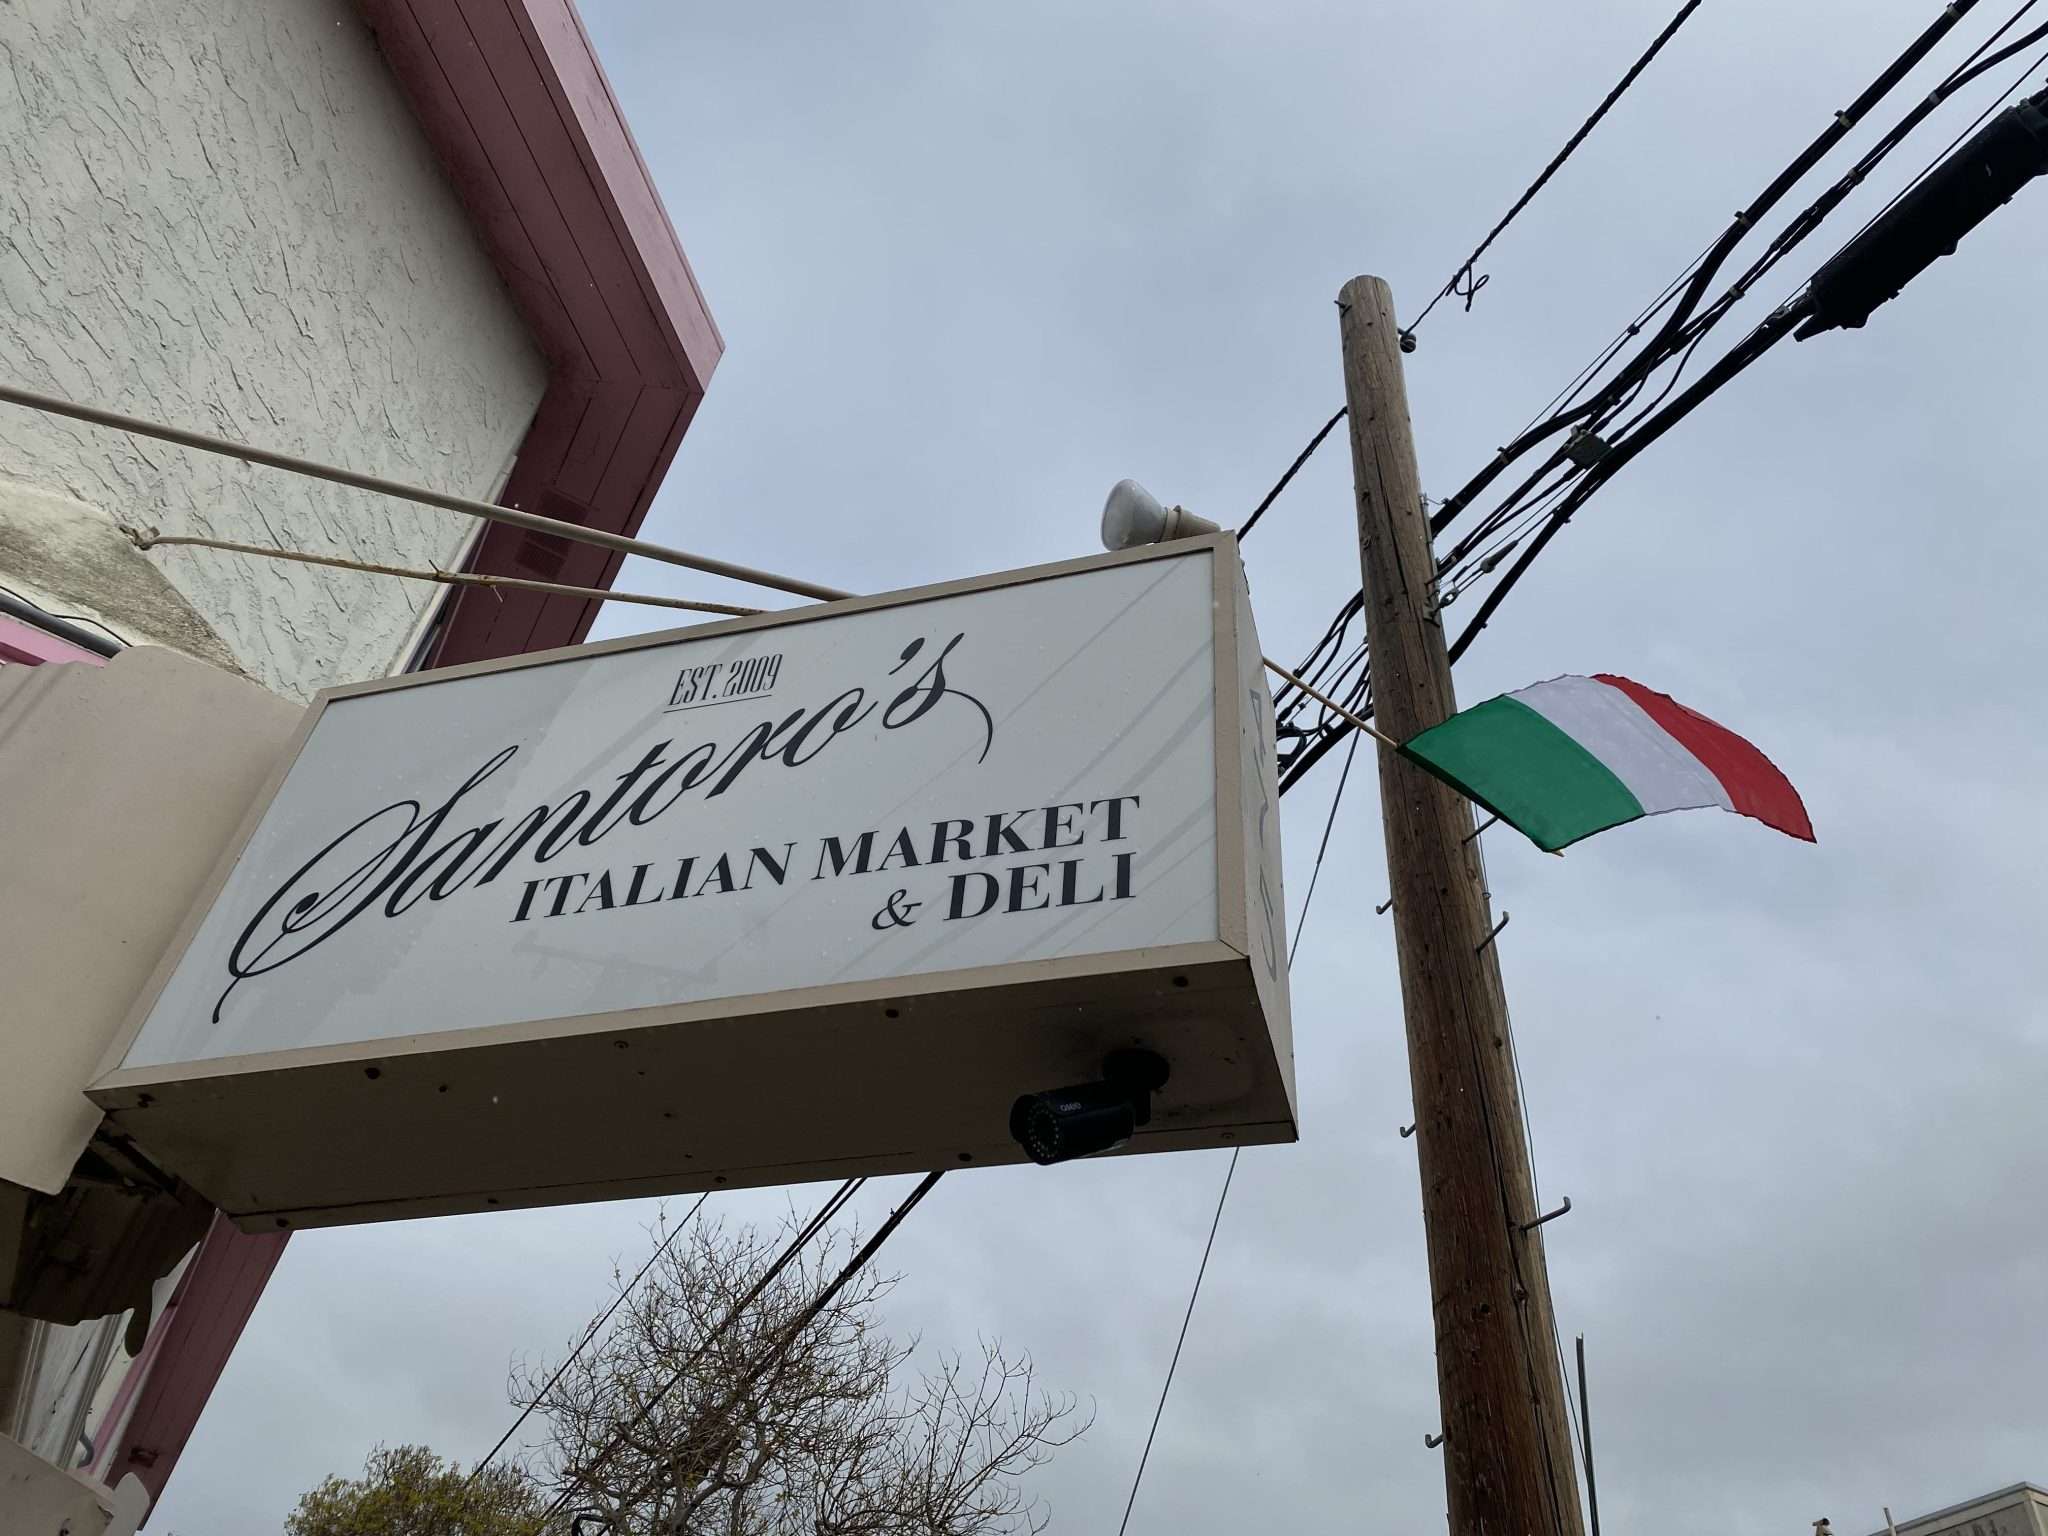 EST. 2009
Santoro's
ITALIAN MARKET
& DELI